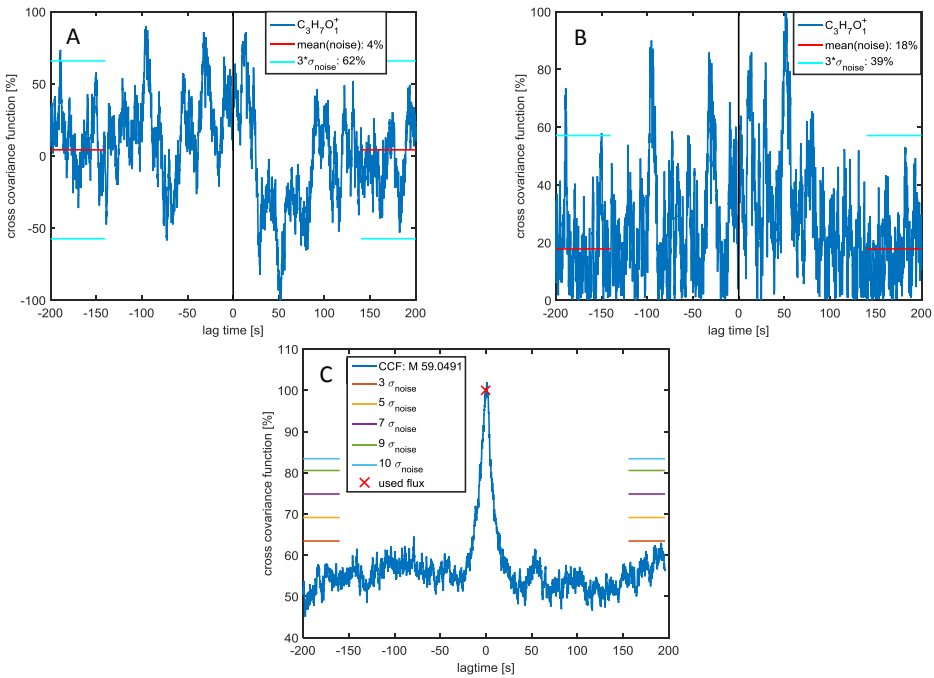 A
C₃H₇O₁⁺
mean(noise): 4%
3*σnoise: 62%
100
50
0
-50
-100
cross covariance function [%]
-200 -150 -100 -50 0 50 100 150 200
lag time [s]
B
C₃H₇O₁⁺
mean(noise): 18%
3*σnoise: 39%
100
80
60
40
20
0
cross covariance function [%]
-200 -150 -100 -50 0 50 100 150 200
lag time [s]
C
CCF: M 59.0491
3 σnoise
5 σnoise
7 σnoise
9 σnoise
10 σnoise
used flux
110
100
90
80
70
60
50
40
cross covariance function [%]
-200 -150 -100 -50 0 50 100 150 200
lagtime [s]